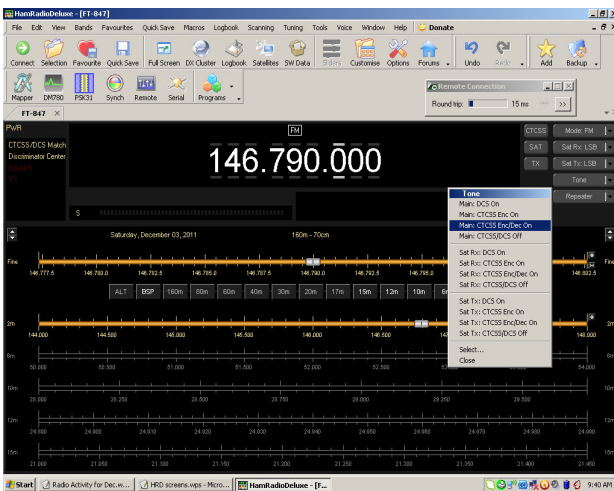 HamRadioDeluxe - [FT-847]
File Edit View Bands Favourites Quick Save Macros Logbook Scanning Tuning Tools Voice Window Help Donate
Connect Selection Favourite Quick Save Full Screen DX Cluster Logbook Satellites SW Data Sliders Customise Options Forums Undo Redo Add Backup
Mapper DM780 PSK31 Synch Remote Serial Programs
Remote Connection
Round trip: 15 ms >>
FT-847
PWR
CTCSS/DCS Match
Discriminator Center
TX
FM
146.790.000
CTCSS Mode: FM
SAT Sat Rx: LSB
TX Sat Tx: LSB
Tone
Repeater
S
Tone
Main: DCS On
Main: CTCSS Enc On
Main: CTCSS Enc/Dec On
Main: CTCSS/DCS Off
Sat Rx: DCS On
Sat Rx: CTCSS Enc On
Sat Rx: CTCSS Enc/Dec On
Sat Rx: CTCSS/DCS Off
Sat Tx: DCS On
Sat Tx: CTCSS Enc On
Sat Tx: CTCSS Enc/Dec On
Sat Tx: CTCSS/DCS Off
Select...
Close
Saturday, December 03, 2011 160m - 70cm
Fine Fine
146.777.5 146.780.0 146.782.5 146.785.0 146.787.5 146.790.0 146.792.5 146.795.0 146.802.5
ALT BSP 160m 80m 60m 40m 30m 20m 17m 15m 12m 10m
2m 2m
144.000 144.500 145.000 145.500 146.000 146.500 148.000
6m 6m
50.000 50.500 51.000 51.500 52.000 52.500 53.000 53.500 54.000
10m 10m
28.000 28.250 28.500 28.750 29.000 29.250 29.500
12m 12m
24.890 24.900 24.910 24.920 24.930 24.940 24.950 24.960 24.970 24.980 24.990
15m 15m
21.000 21.050 21.100 21.150 21.200 21.250 21.300 21.350 21.400 21.450
Start Radio Activity for Dec.w... HRD screens.wps - Micro... HamRadioDeluxe - [F... 9:40 AM